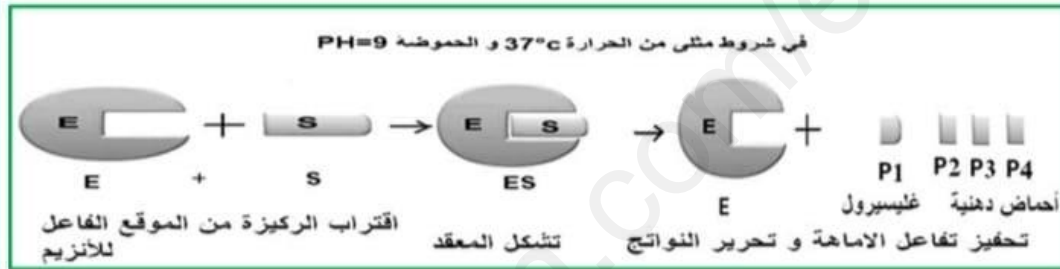 في شروط مثلى من الحرارة 37°c و الحموضة PH=9
E + S → E S → E +
E + S ES E P1 P2 P3 P4
غليسيرول أحماض دهنية
اقتراب الركيزة من الموقع الفاعل للأنزيم
تشكل المعقد
تحفيز تفاعل الاماهة و تحرير النواتج